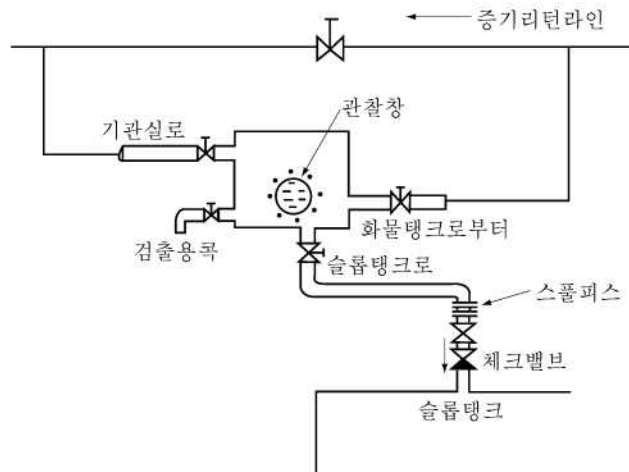 증기리턴라인
관찰창
기관실로
화물탱크로부터
검출용콕
슬롭탱크로
스풀피스
체크밸브
슬롭탱크